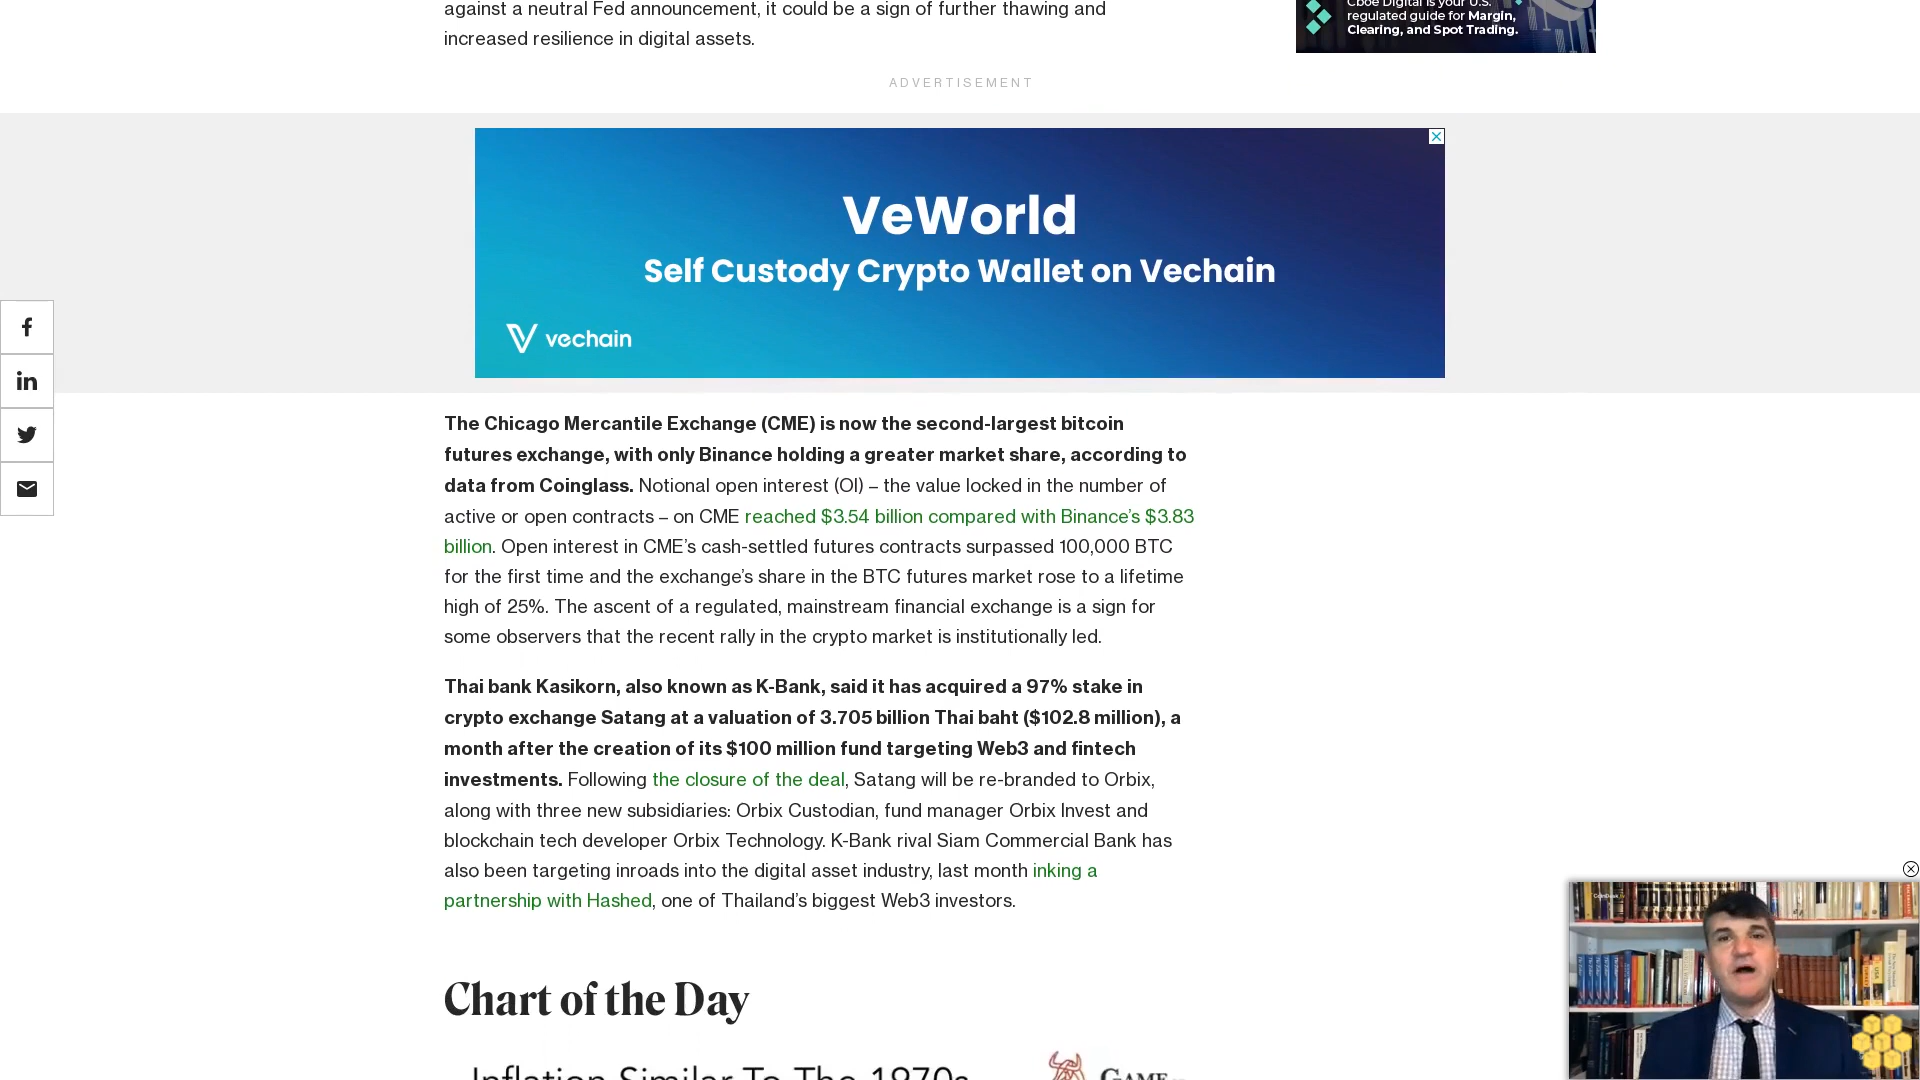 against a neutral Fed announcement, it could be a sign of further thawing and
increased resilience in digital assets.
Cboe Digital is your U.S.
regulated guide for Margin,
Clearing, and Spot Trading.
ADVERTISEMENT
VeWorld
Self Custody Crypto Wallet on Vechain
vechain
The Chicago Mercantile Exchange (CME) is now the second-largest bitcoin
futures exchange, with only Binance holding a greater market share, according to
data from Coinglass. Notional open interest (OI) – the value locked in the number of
active or open contracts – on CME reached $3.54 billion compared with Binance’s $3.83
billion. Open interest in CME’s cash-settled futures contracts surpassed 100,000 BTC
for the first time and the exchange’s share in the BTC futures market rose to a lifetime
high of 25%. The ascent of a regulated, mainstream financial exchange is a sign for
some observers that the recent rally in the crypto market is institutionally led.
Thai bank Kasikorn, also known as K-Bank, said it has acquired a 97% stake in
crypto exchange Satang at a valuation of 3.705 billion Thai baht ($102.8 million), a
month after the creation of its $100 million fund targeting Web3 and fintech
investments. Following the closure of the deal, Satang will be re-branded to Orbix,
along with three new subsidiaries: Orbix Custodian, fund manager Orbix Invest and
blockchain tech developer Orbix Technology. K-Bank rival Siam Commercial Bank has
also been targeting inroads into the digital asset industry, last month inking a
partnership with Hashed, one of Thailand’s biggest Web3 investors.
Chart of the Day
Inflation Similar To The 1970s
GAME